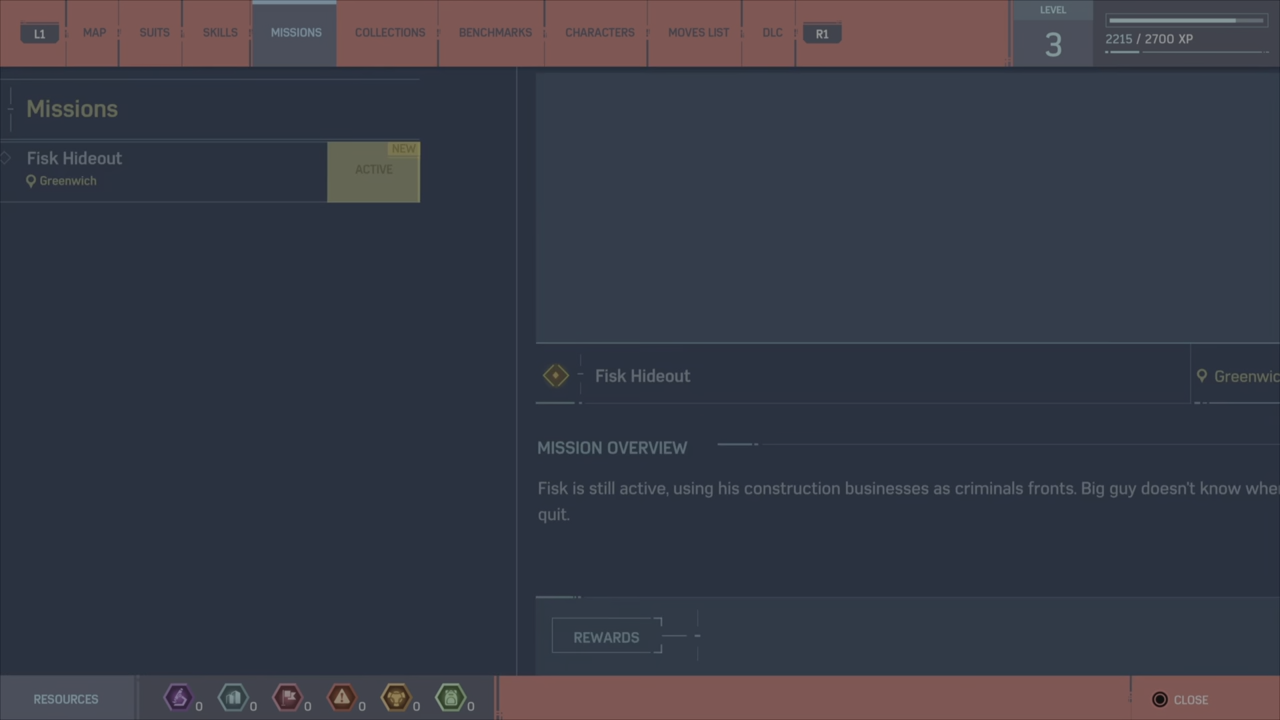 L1 MAP SUITS SKILLS MISSIONS COLLECTIONS BENCHMARKS CHARACTERS MOVES LIST DLC R1
LEVEL
3
2215 / 2700 XP
Missions
Fisk Hideout
Greenwich
NEW
ACTIVE
Fisk Hideout
Greenwic
MISSION OVERVIEW
Fisk is still active, using his construction businesses as criminals fronts. Big guy doesn't know whe
quit.
REWARDS
RESOURCES 0 0 0 0 0 0
CLOSE